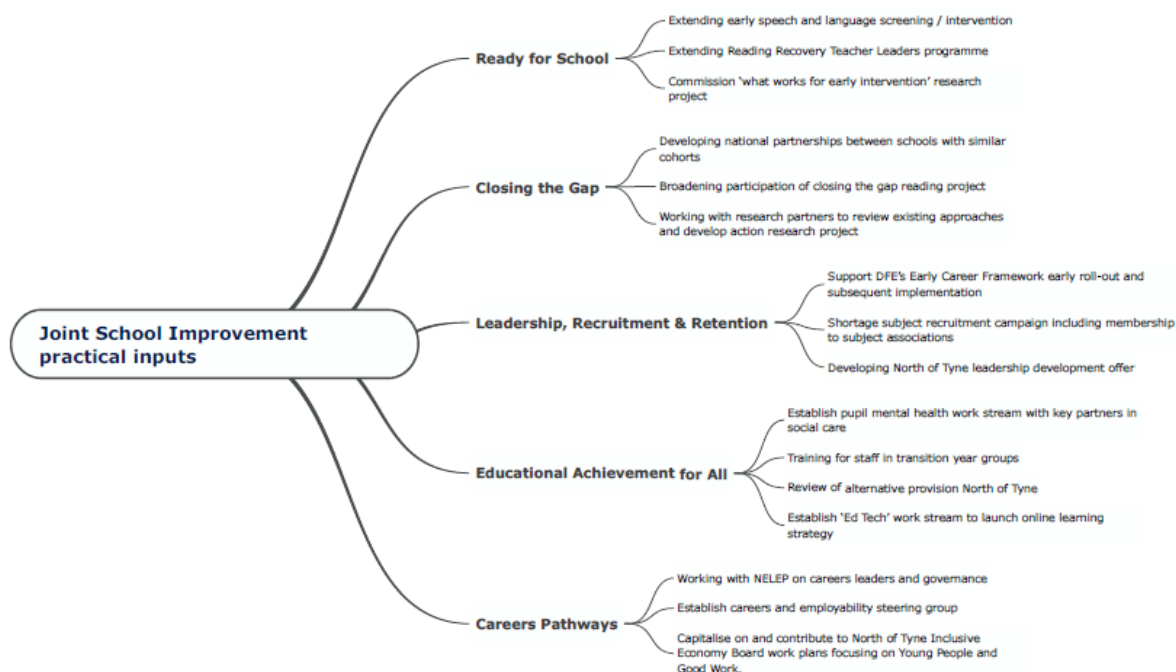 Joint School Improvement
practical inputs
Ready for School
Extending early speech and language screening / intervention
Extending Reading Recovery Teacher Leaders programme
Commission ‘what works for early intervention’ research
project
Closing the Gap
Developing national partnerships between schools with similar
cohorts
Broadening participation of closing the gap reading project
Working with research partners to review existing approaches
and develop action research project
Leadership, Recruitment & Retention
Support DFE’s Early Career Framework early roll-out and
subsequent implementation
Shortage subject recruitment campaign including membership
to subject associations
Developing North of Tyne leadership development offer
Educational Achievement for All
Establish pupil mental health work stream with key partners in
social care
Training for staff in transition year groups
Review of alternative provision North of Tyne
Establish ‘Ed Tech’ work stream to launch online learning
strategy
Careers Pathways
Working with NELEP on careers leaders and governance
Establish careers and employability steering group
Capitalise on and contribute to North of Tyne Inclusive
Economy Board work plans focusing on Young People and
Good Work.